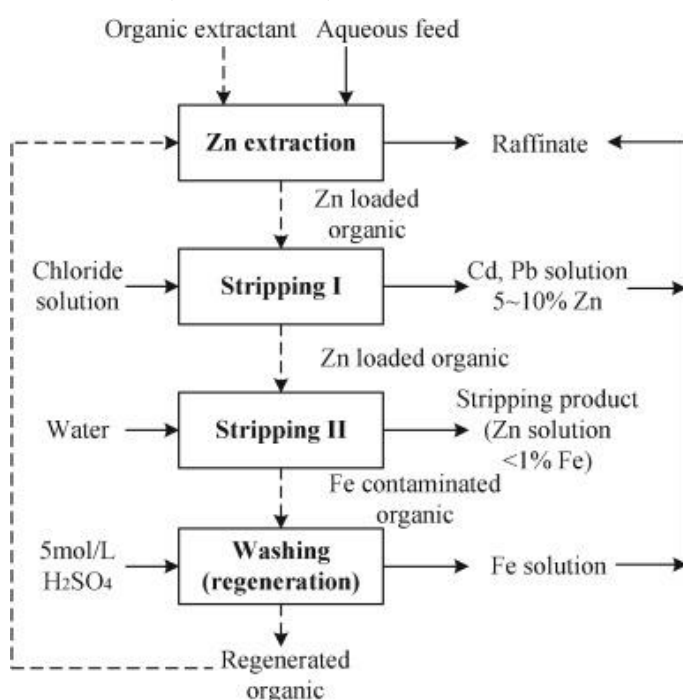 Organic extractant
Aqueous feed
Zn extraction
Raffinate
Zn loaded
organic
Chloride
solution
Stripping I
Cd, Pb solution
5~10% Zn
Zn loaded organic
Water
Stripping II
Stripping product
(Zn solution
<1% Fe)
Fe contaminated
organic
5mol/L
H₂SO₄
Washing
(regeneration)
Fe solution
Regenerated
organic